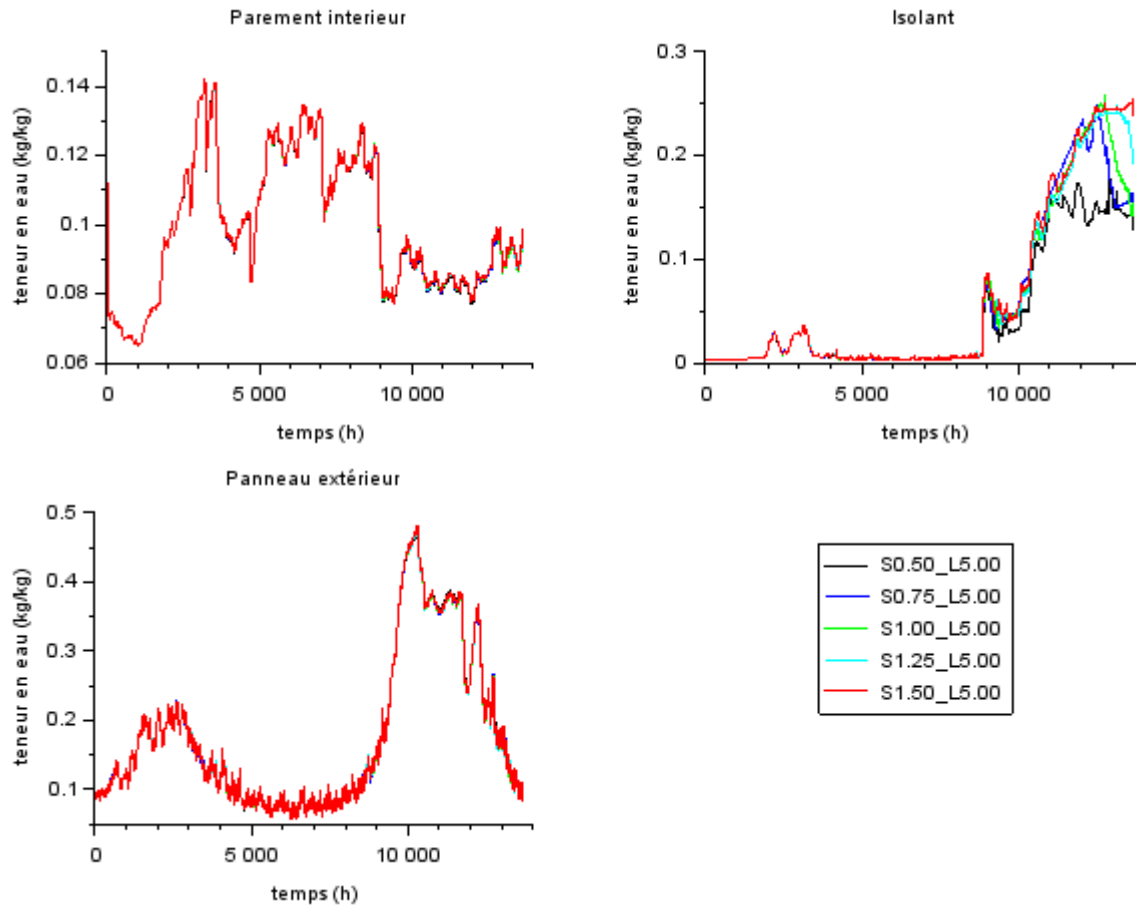 Parement interieur
teneur en eau (kg/kg)
0.14
0.12
0.1
0.08
0.06
0
5 000
10 000
temps (h)
Isolant
teneur en eau (kg/kg)
0.3
0.2
0.1
0
0
5 000
10 000
temps (h)
Panneau extérieur
teneur en eau (kg/kg)
0.5
0.4
0.3
0.2
0.1
0
5 000
10 000
temps (h)
S0.50_L5.00
S0.75_L5.00
S1.00_L5.00
S1.25_L5.00
S1.50_L5.00